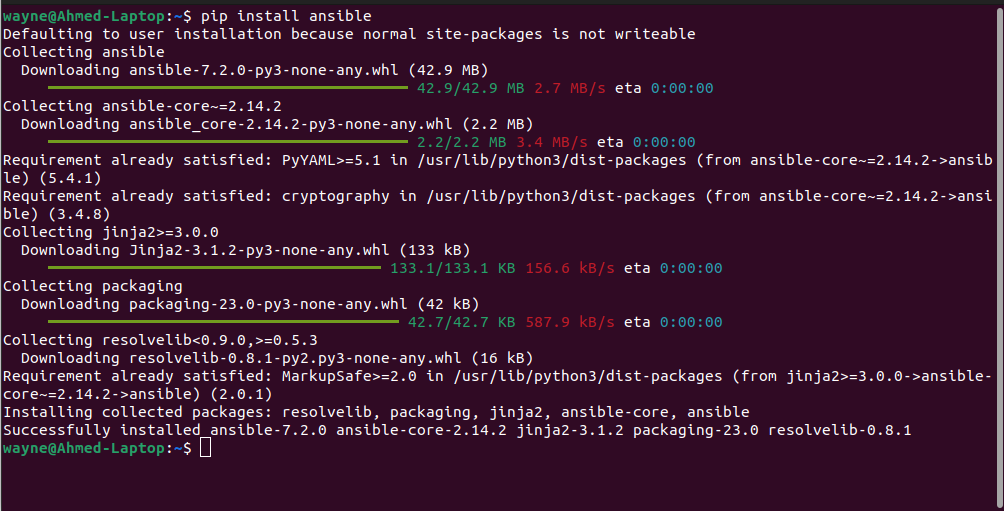 wayne@Ahmed-Laptop:~$ pip install ansible
Defaulting to user installation because normal site-packages is not writeable
Collecting ansible
  Downloading ansible-7.2.0-py3-none-any.whl (42.9 MB)
     42.9/42.9 MB 2.7 MB/s eta 0:00:00
Collecting ansible-core~=2.14.2
  Downloading ansible_core-2.14.2-py3-none-any.whl (2.2 MB)
     2.2/2.2 MB 3.4 MB/s eta 0:00:00
Requirement already satisfied: PyYAML>=5.1 in /usr/lib/python3/dist-packages (from ansible-core~=2.14.2->ansib
le) (5.4.1)
Requirement already satisfied: cryptography in /usr/lib/python3/dist-packages (from ansible-core~=2.14.2->ansi
ble) (3.4.8)
Collecting jinja2>=3.0.0
  Downloading Jinja2-3.1.2-py3-none-any.whl (133 kB)
     133.1/133.1 KB 156.6 kB/s eta 0:00:00
Collecting packaging
  Downloading packaging-23.0-py3-none-any.whl (42 kB)
     42.7/42.7 KB 587.9 kB/s eta 0:00:00
Collecting resolvelib<0.9.0,>=0.5.3
  Downloading resolvelib-0.8.1-py2.py3-none-any.whl (16 kB)
Requirement already satisfied: MarkupSafe>=2.0 in /usr/lib/python3/dist-packages (from jinja2>=3.0.0->ansible-
core~=2.14.2->ansible) (2.0.1)
Installing collected packages: resolvelib, packaging, jinja2, ansible-core, ansible
Successfully installed ansible-7.2.0 ansible-core-2.14.2 jinja2-3.1.2 packaging-23.0 resolvelib-0.8.1
wayne@Ahmed-Laptop:~$